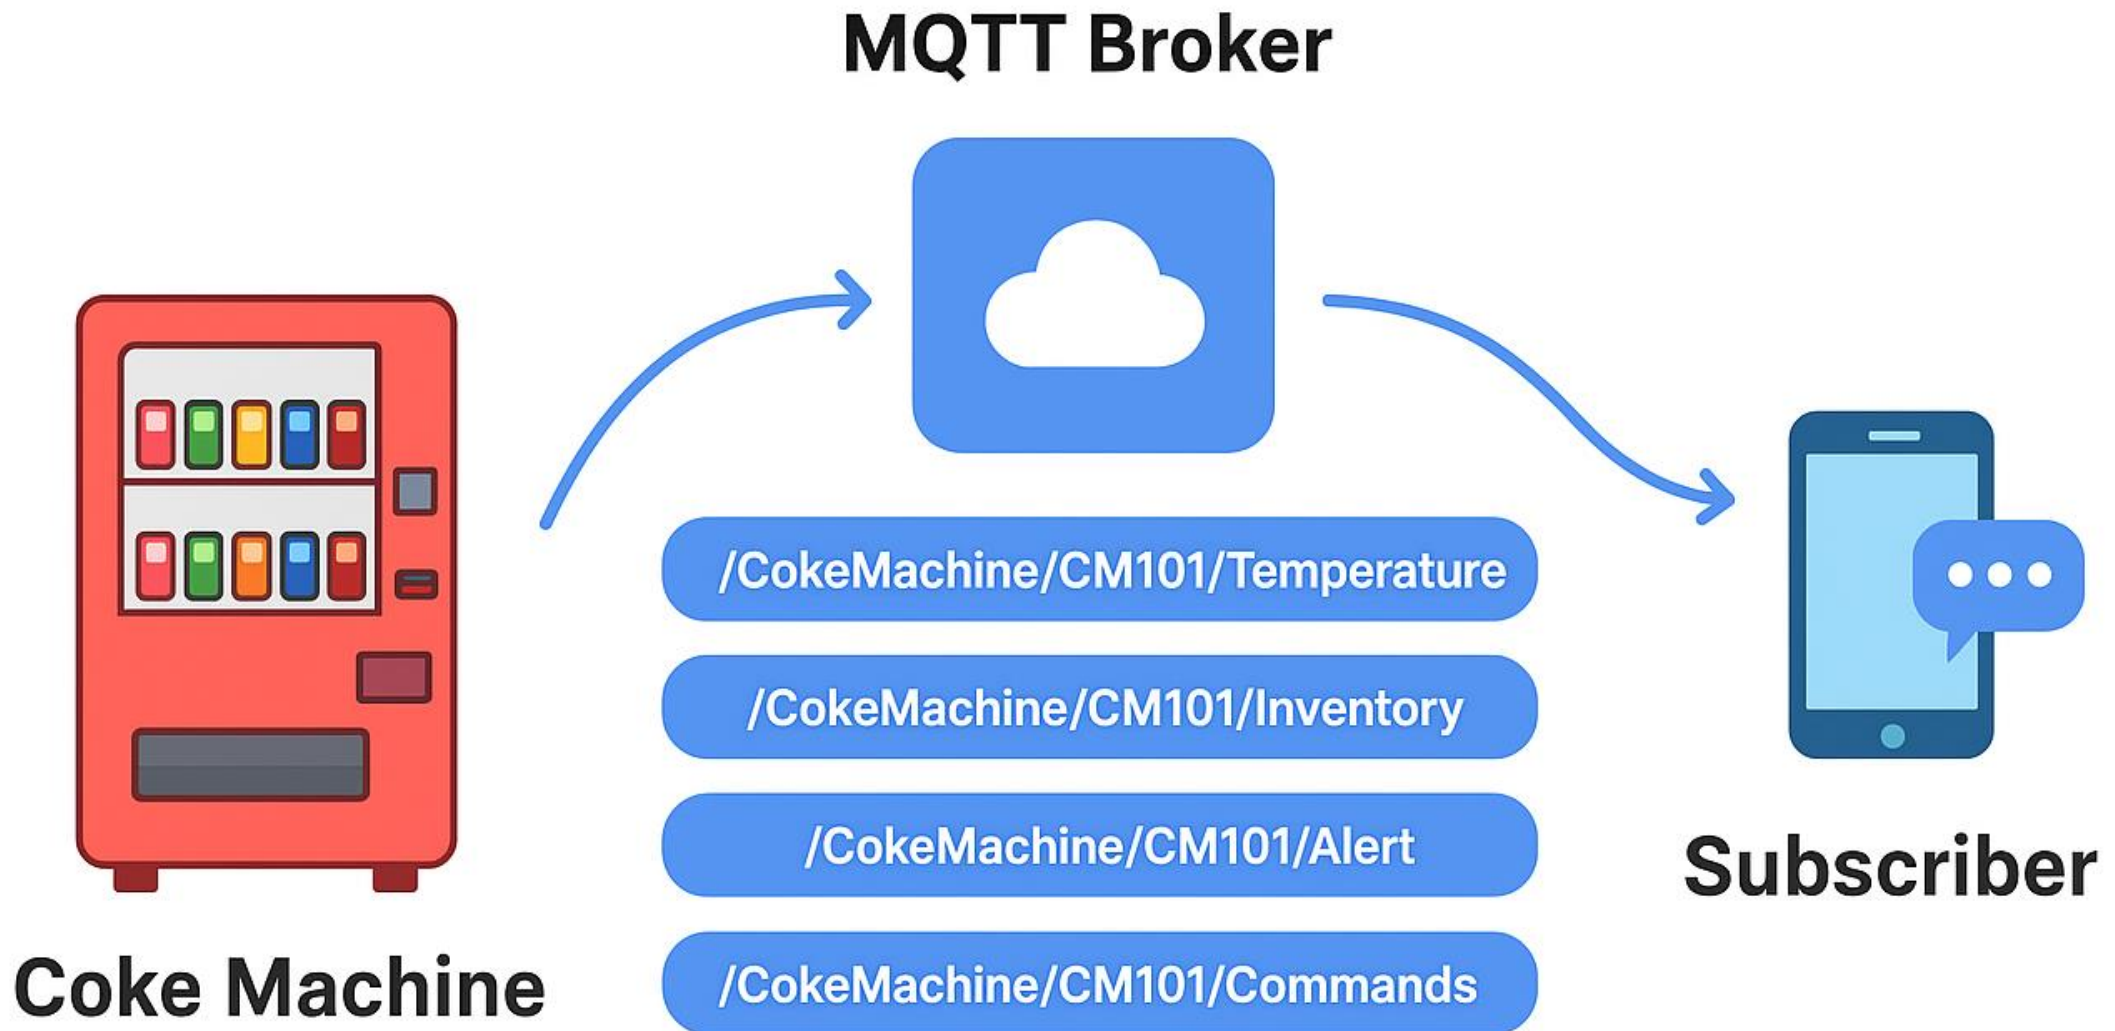 MQTT Broker
/CokeMachine/CM101/Temperature
/CokeMachine/CM101/Inventory
/CokeMachine/CM101/Alert
/CokeMachine/CM101/Commands
Coke Machine
Subscriber